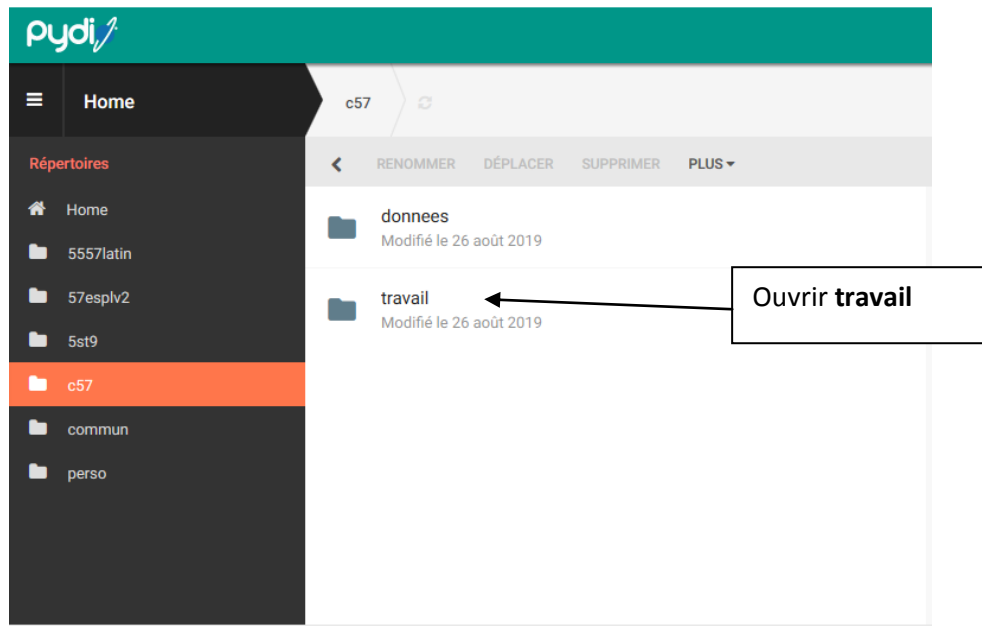 pydi
Home
c57
Répertoires
RENOMMER DÉPLACER SUPPRIMER PLUS
Home
donnees
Modifié le 26 août 2019
5557latin
57esplv2
travail
Modifié le 26 août 2019
Ouvrir travail
5st9
c57
commun
perso